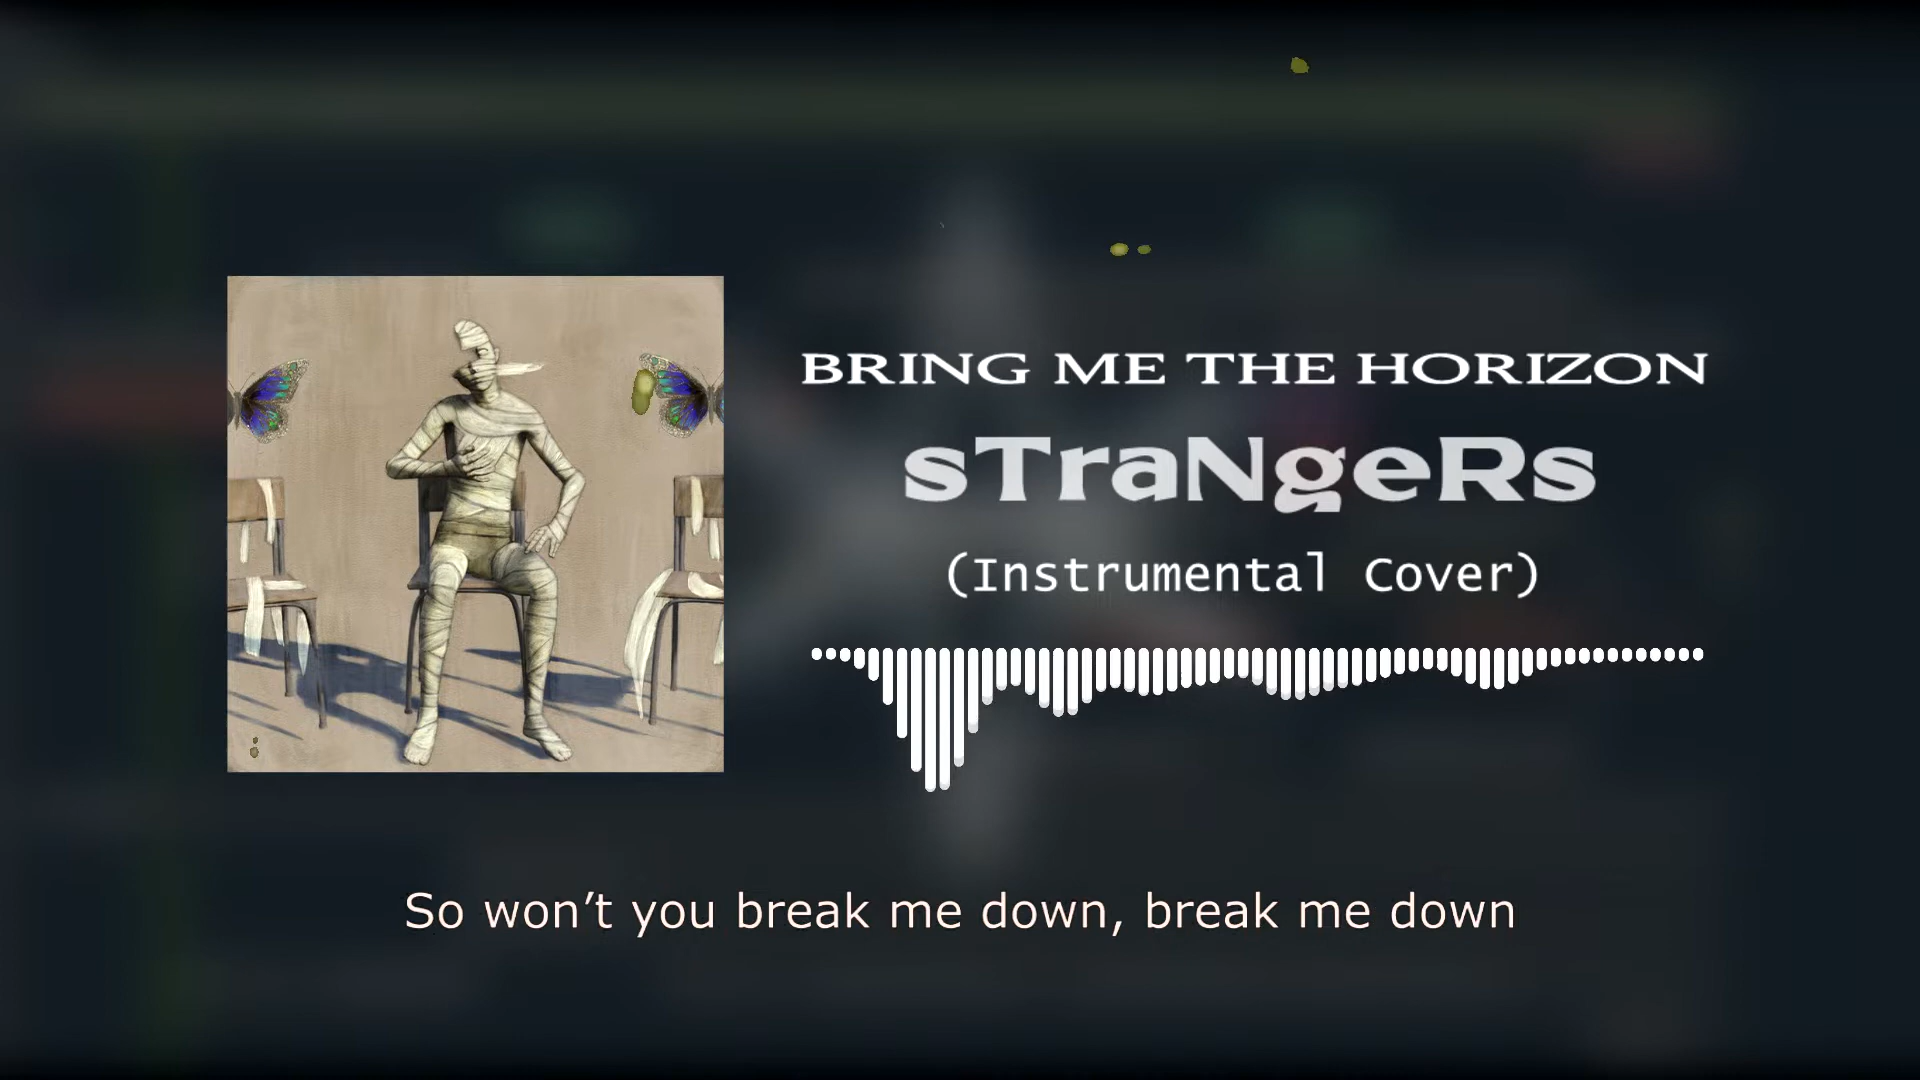 BRING ME THE HORIZON
sTraNgeRs
(Instrumental Cover)
So won’t you break me down, break me down